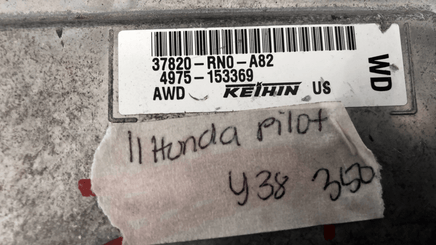 37820-RN0-A82
4975-153369
AWD KEIHIN US
WD
11 Honda pilot
y38 350